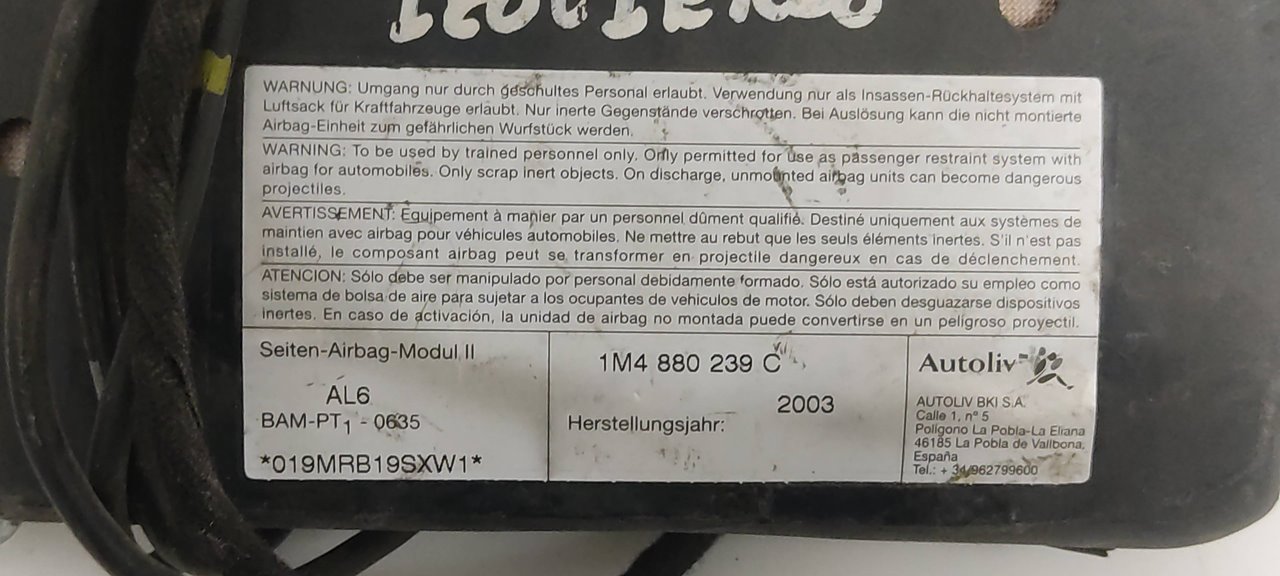 IZQUIERDO
WARNUNG: Umgang nur durch geschultes Personal erlaubt. Verwendung nur als Insassen-Rückhaltesystem mit
Luftsack für Kraftfahrzeuge erlaubt. Nur inerte Gegenstände verschrotten. Bei Auslösung kann die nicht montierte
Airbag-Einheit zum gefährlichen Wurfstück werden.
WARNING: To be used by trained personnel only. Only permitted for use as passenger restraint system with
airbag for automobiles. Only scrap inert objects. On discharge, unmounted airbag units can become dangerous
projectiles.
AVERTISSEMENT: Equipement à manier par un personnel dûment qualifié. Destiné uniquement aux systèmes de
maintien avec airbag pour véhicules automobiles. Ne mettre au rebut que les seuls éléments inertes. S'il n'est pas
installé, le composant airbag peut se transformer en projectile dangereux en cas de déclenchement.
ATENCION: Sólo debe ser manipulado por personal debidamente formado. Sólo está autorizado su empleo como
sistema de bolsa de aire para sujetar a los ocupantes de vehiculos de motor. Sólo deben desguazarse dispositivos
inertes. En caso de activación, la unidad de airbag no montada puede convertirse en un peligroso proyectil.
Seiten-Airbag-Modul II
AL6
BAM-PT1 - 0635
*019MRB19SXW1*
1M4 880 239 C
2003
Herstellungsjahr:
Autoliv
AUTOLIV BKI S.A.
Calle 1, nº 5
Poligono La Pobla-La Eliana
46185 La Pobla de Vallbona,
España
Tel.: + 34/962799600